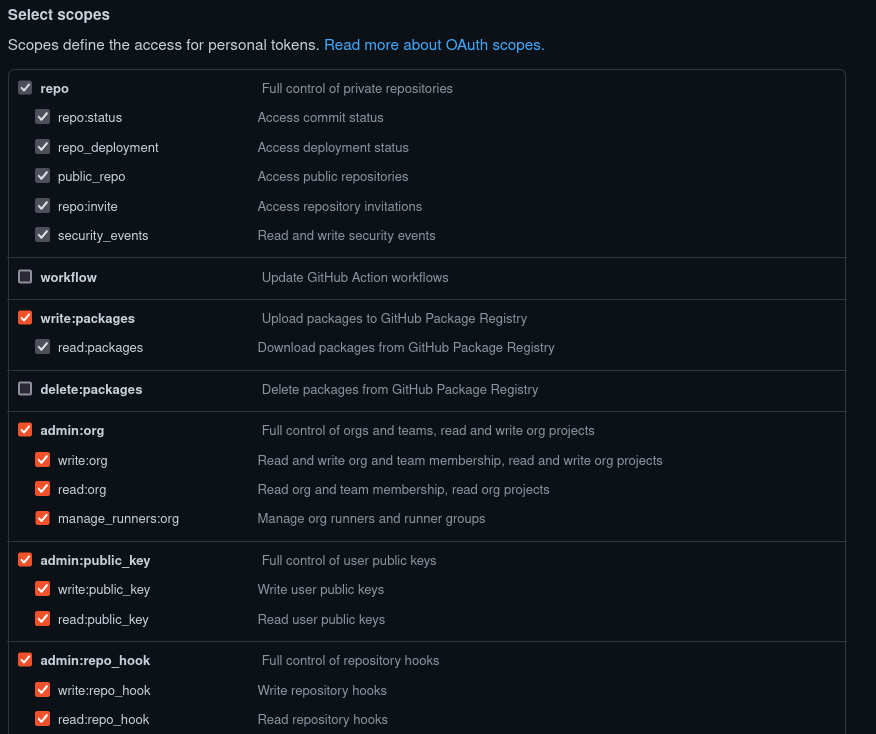 Select scopes
Scopes define the access for personal tokens. Read more about OAuth scopes.
repo Full control of private repositories
repo:status Access commit status
repo_deployment Access deployment status
public_repo Access public repositories
repo:invite Access repository invitations
security_events Read and write security events
workflow Update GitHub Action workflows
write:packages Upload packages to GitHub Package Registry
read:packages Download packages from GitHub Package Registry
delete:packages Delete packages from GitHub Package Registry
admin:org Full control of orgs and teams, read and write org projects
write:org Read and write org and team membership, read and write org projects
read:org Read org and team membership, read org projects
manage_runners:org Manage org runners and runner groups
admin:public_key Full control of user public keys
write:public_key Write user public keys
read:public_key Read user public keys
admin:repo_hook Full control of repository hooks
write:repo_hook Write repository hooks
read:repo_hook Read repository hooks